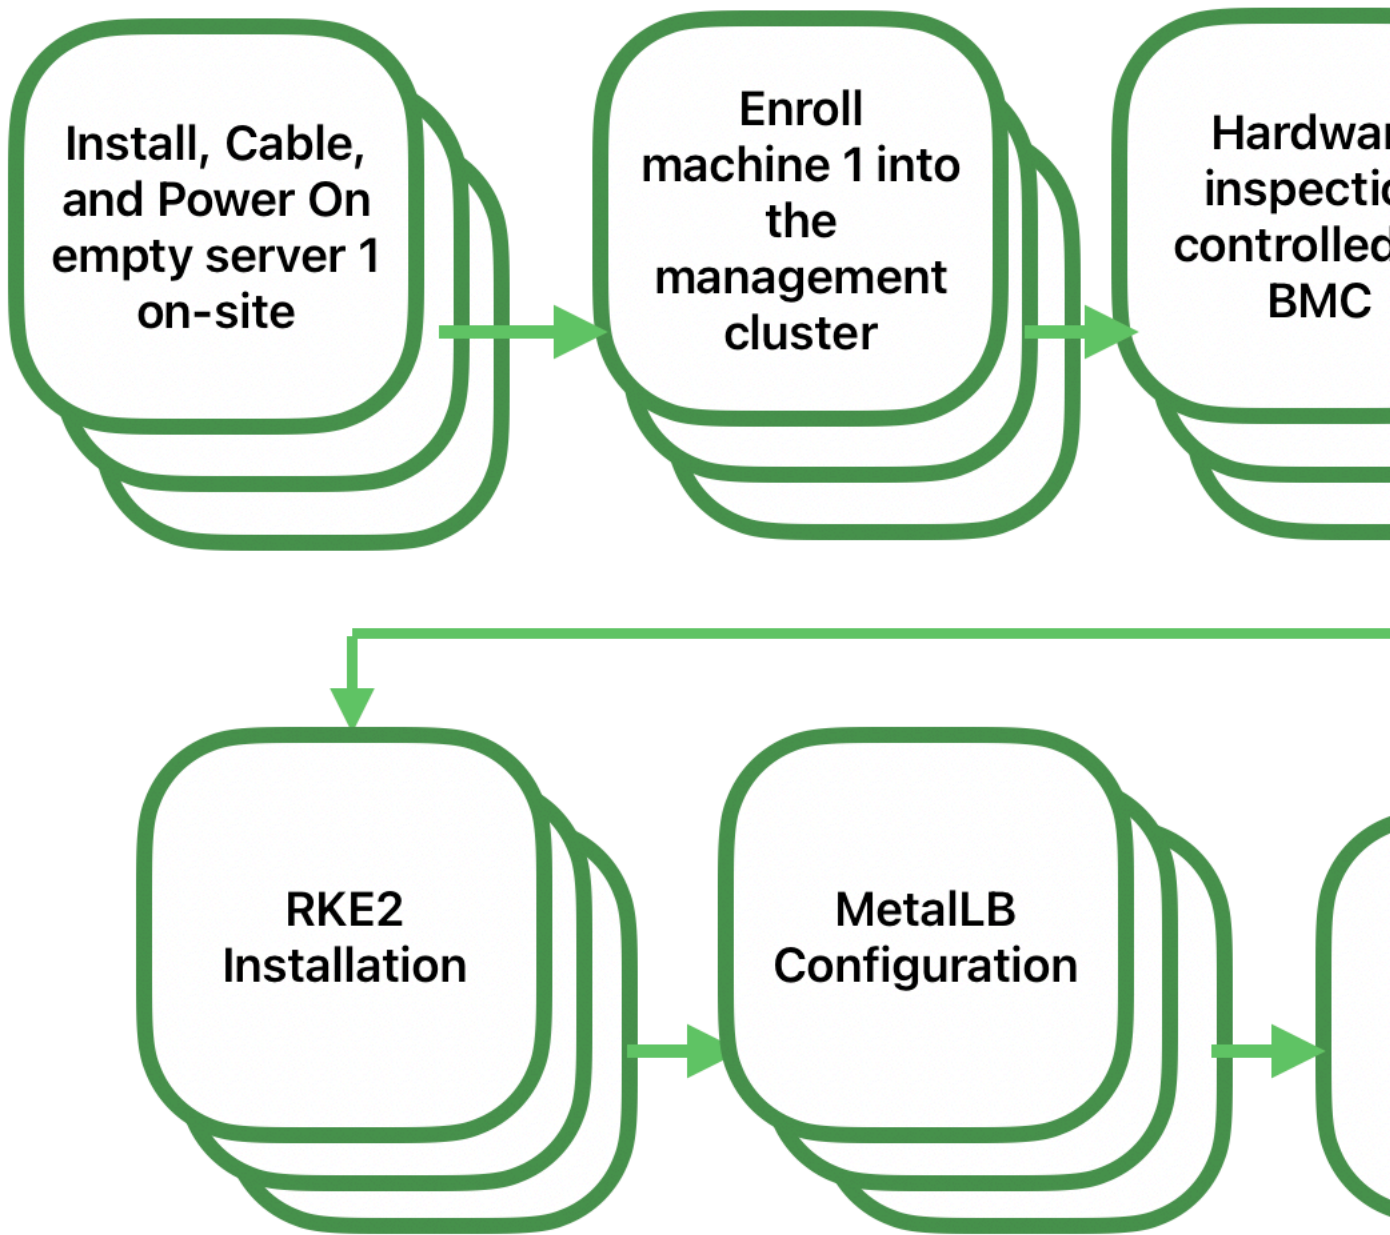 Install, Cable,
and Power On
empty server 1
on-site
Enroll
machine 1 into
the
management
cluster
controlled
BMC
RKE2
Installation
MetalLB
Configuration